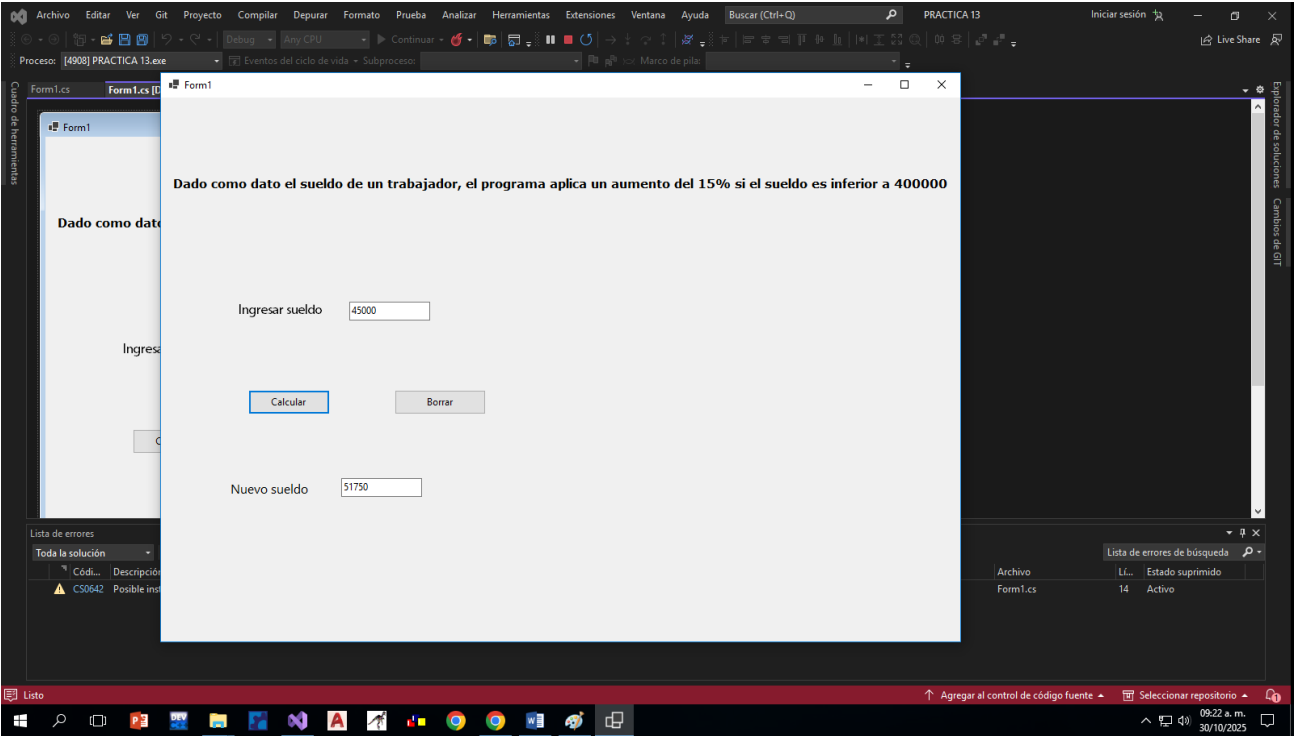 Archivo Editar Ver Git Proyecto Compilar Depurar Formato Prueba Analizar Herramientas Extensiones Ventana Ayuda Buscar (Ctrl+Q) PRACTICA 13 Iniciar sesión
Debug Any CPU Continuar Live Share
Proceso: [4908] PRACTICA 13.exe Eventos del ciclo de vida Subproceso: Marco de pila:
Form1.cs Form1.cs [D
Cuadro de herramientas
Form1
Dado como dato
Ingresa
C
Form1
Dado como dato el sueldo de un trabajador, el programa aplica un aumento del 15% si el sueldo es inferior a 400000
Ingresar sueldo 45000
Calcular Borrar
Nuevo sueldo 51750
Explorador de soluciones
Cambios de GIT
Lista de errores
Toda la solución Lista de errores de búsqueda
Códi... Descripción Archivo Lí... Estado suprimido
CS0642 Posible ins Form1.cs 14 Activo
Listo Agregar al control de código fuente Seleccionar repositorio
DEV
09:22 a. m.
30/10/2025